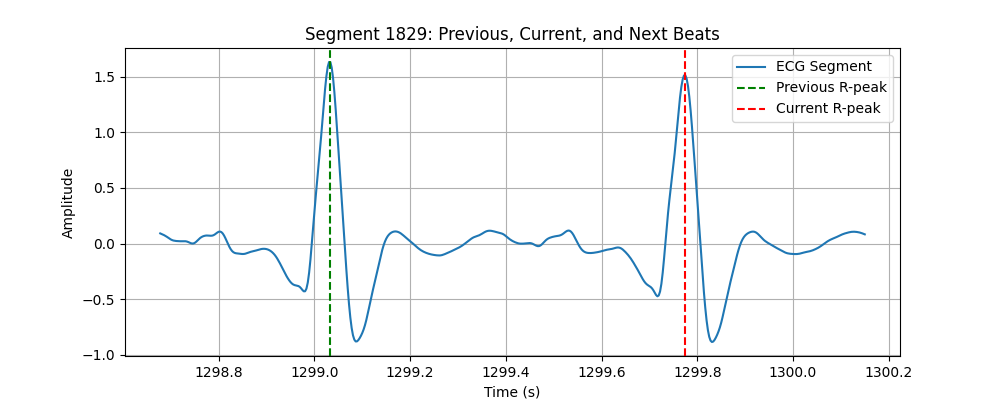 Segment 1829: Previous, Current, and Next Beats
ECG Segment
Previous R-peak
Current R-peak
Amplitude
1.5
1.0
0.5
0.0
−0.5
−1.0
1298.8 1299.0 1299.2 1299.4 1299.6 1299.8 1300.0 1300.2
Time (s)